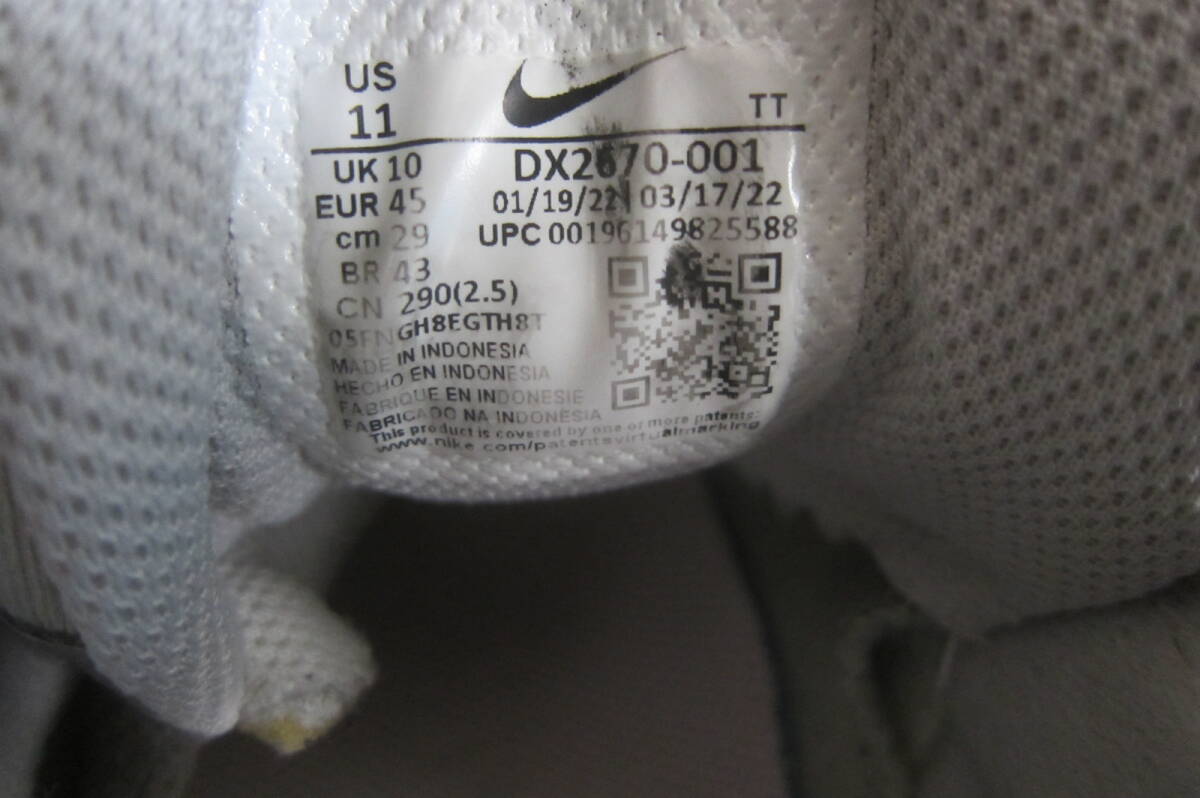 US
11
TT
UK 10
DX2670-001
EUR 45
01/19/22 03/17/22
cm 29
UPC 00196149825588
BR 43
CN 290(2.5)
GH8EGTH8T
MADE IN INDONESIA
HECHO EN INDONESIA
FABRIQUE EN INDONESIE
FABRICADO NA INDONESIA
This product is covered by one or more patents:
www.nike.com/patentsvirtualmarking